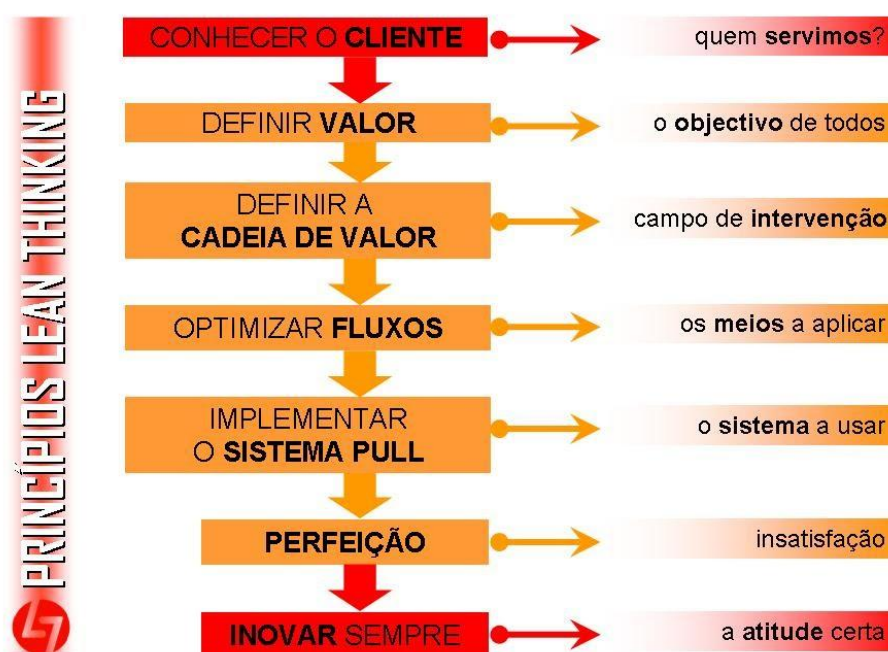 PRINCÍPIOS LEAN THINKING
CONHECER O CLIENTE
quem servimos?
DEFINIR VALOR
o objectivo de todos
DEFINIR A
CADEIA DE VALOR
campo de intervenção
OPTIMIZAR FLUXOS
os meios a aplicar
IMPLEMENTAR
O SISTEMA PULL
o sistema a usar
PERFEIÇÃO
insatisfação
INOVAR SEMPRE
a atitude certa